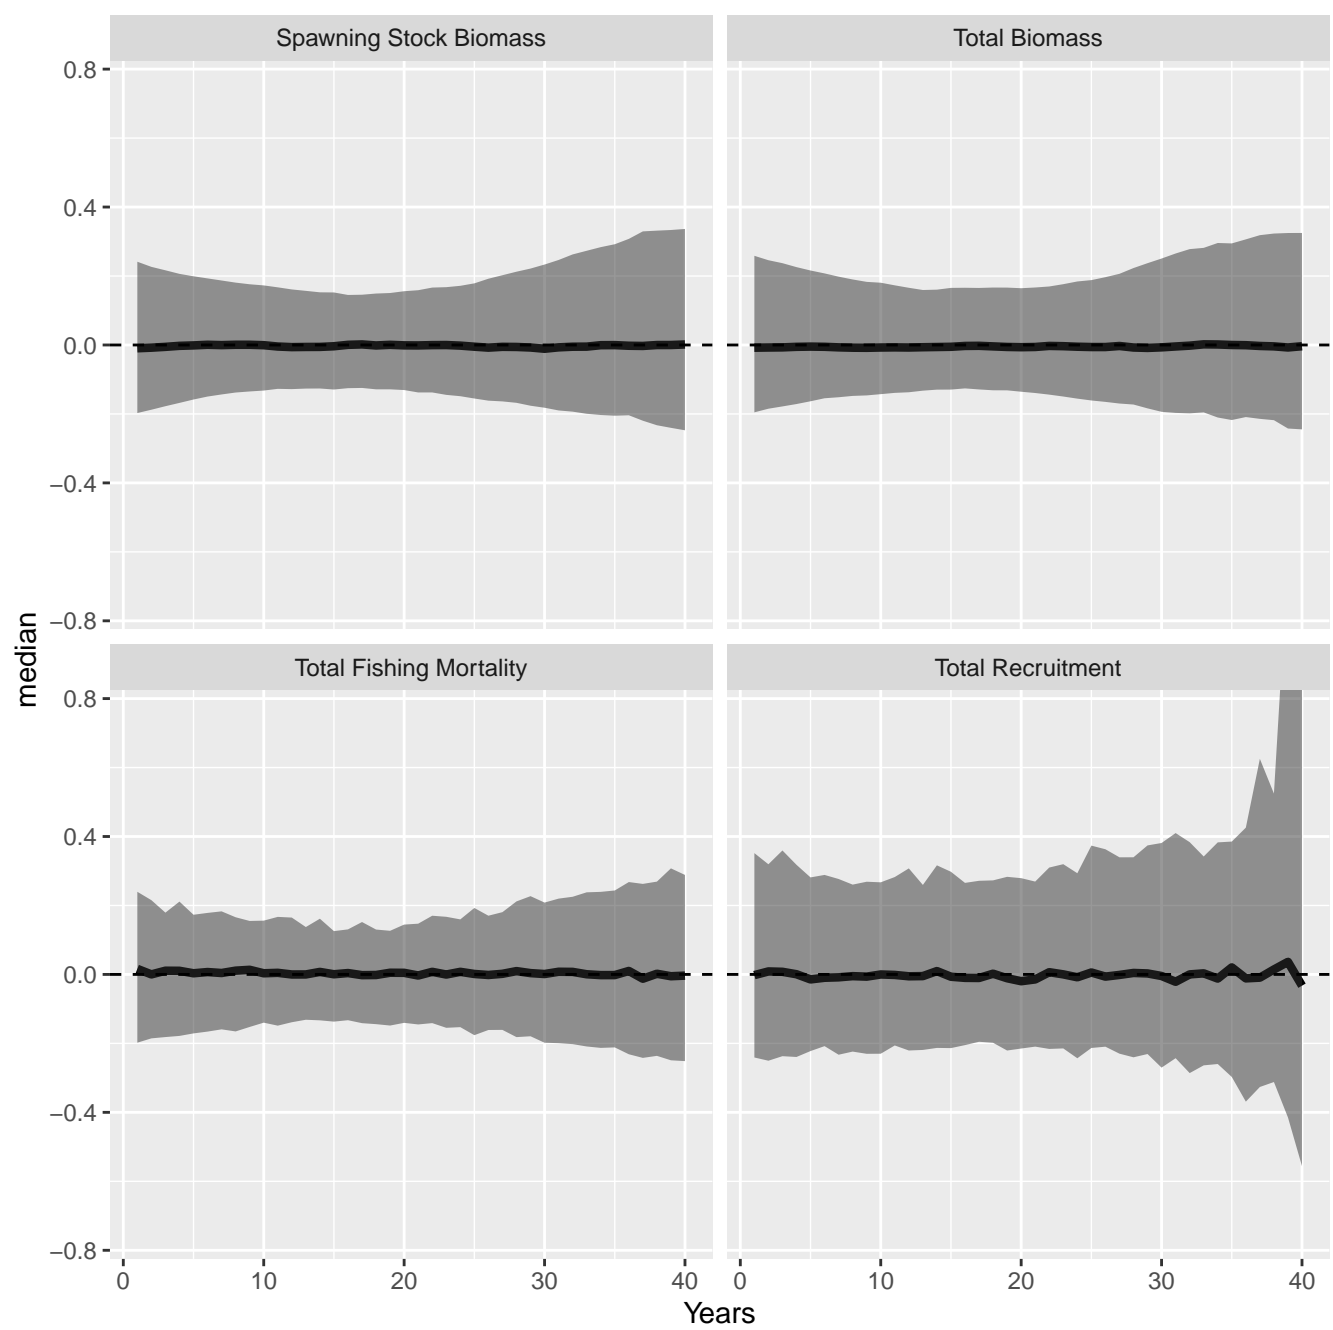 Spawning Stock Biomass
Total Biomass
0.8
0.4
0.0
−0.4
−0.8
median
Total Fishing Mortality
Total Recruitment
0.8
0.4
0.0
−0.4
−0.8
0 10 20 30 40
0 10 20 30 40
Years